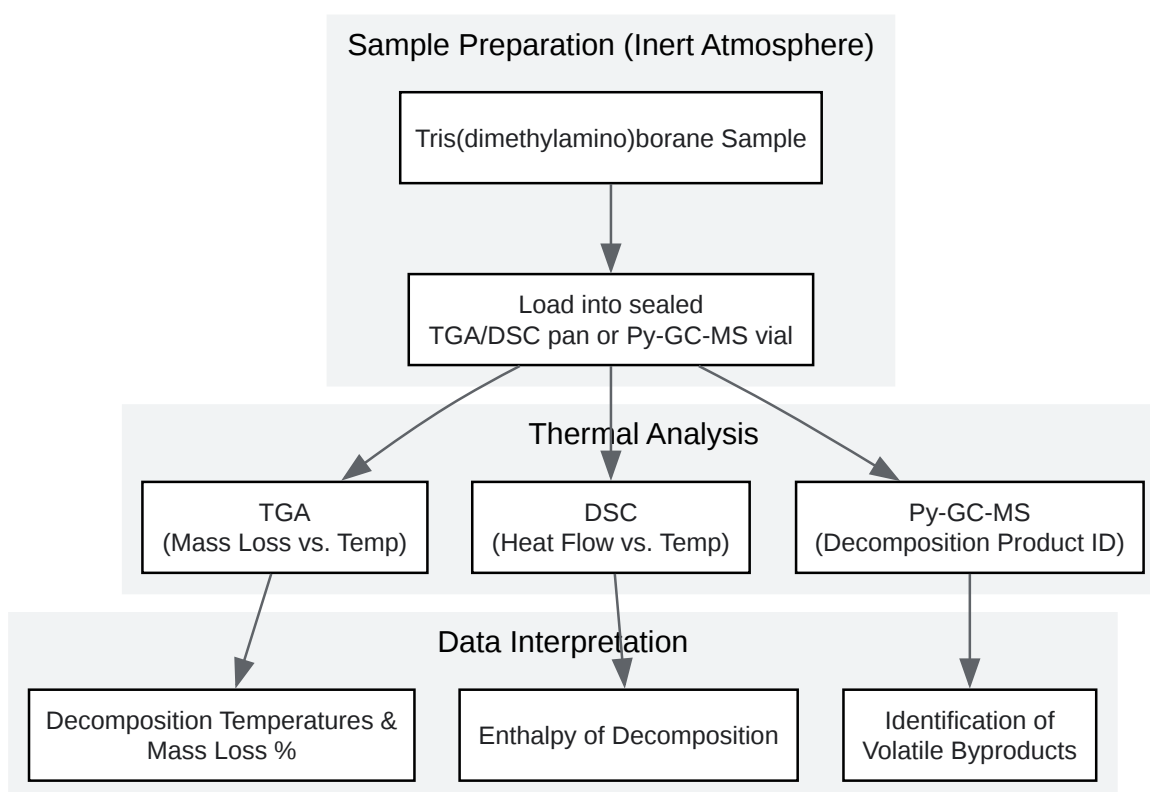 Sample Preparation (Inert Atmosphere)
Tris(dimethylamino)borane Sample
Load into sealed
TGA/DSC pan or Py-GC-MS vial
Thermal Analysis
TGA
(Mass Loss vs. Temp)
DSC
(Heat Flow vs. Temp)
Py-GC-MS
(Decomposition Product ID)
Data Interpretation
Decomposition Temperatures &
Mass Loss %
Enthalpy of Decomposition
Identification of
Volatile Byproducts